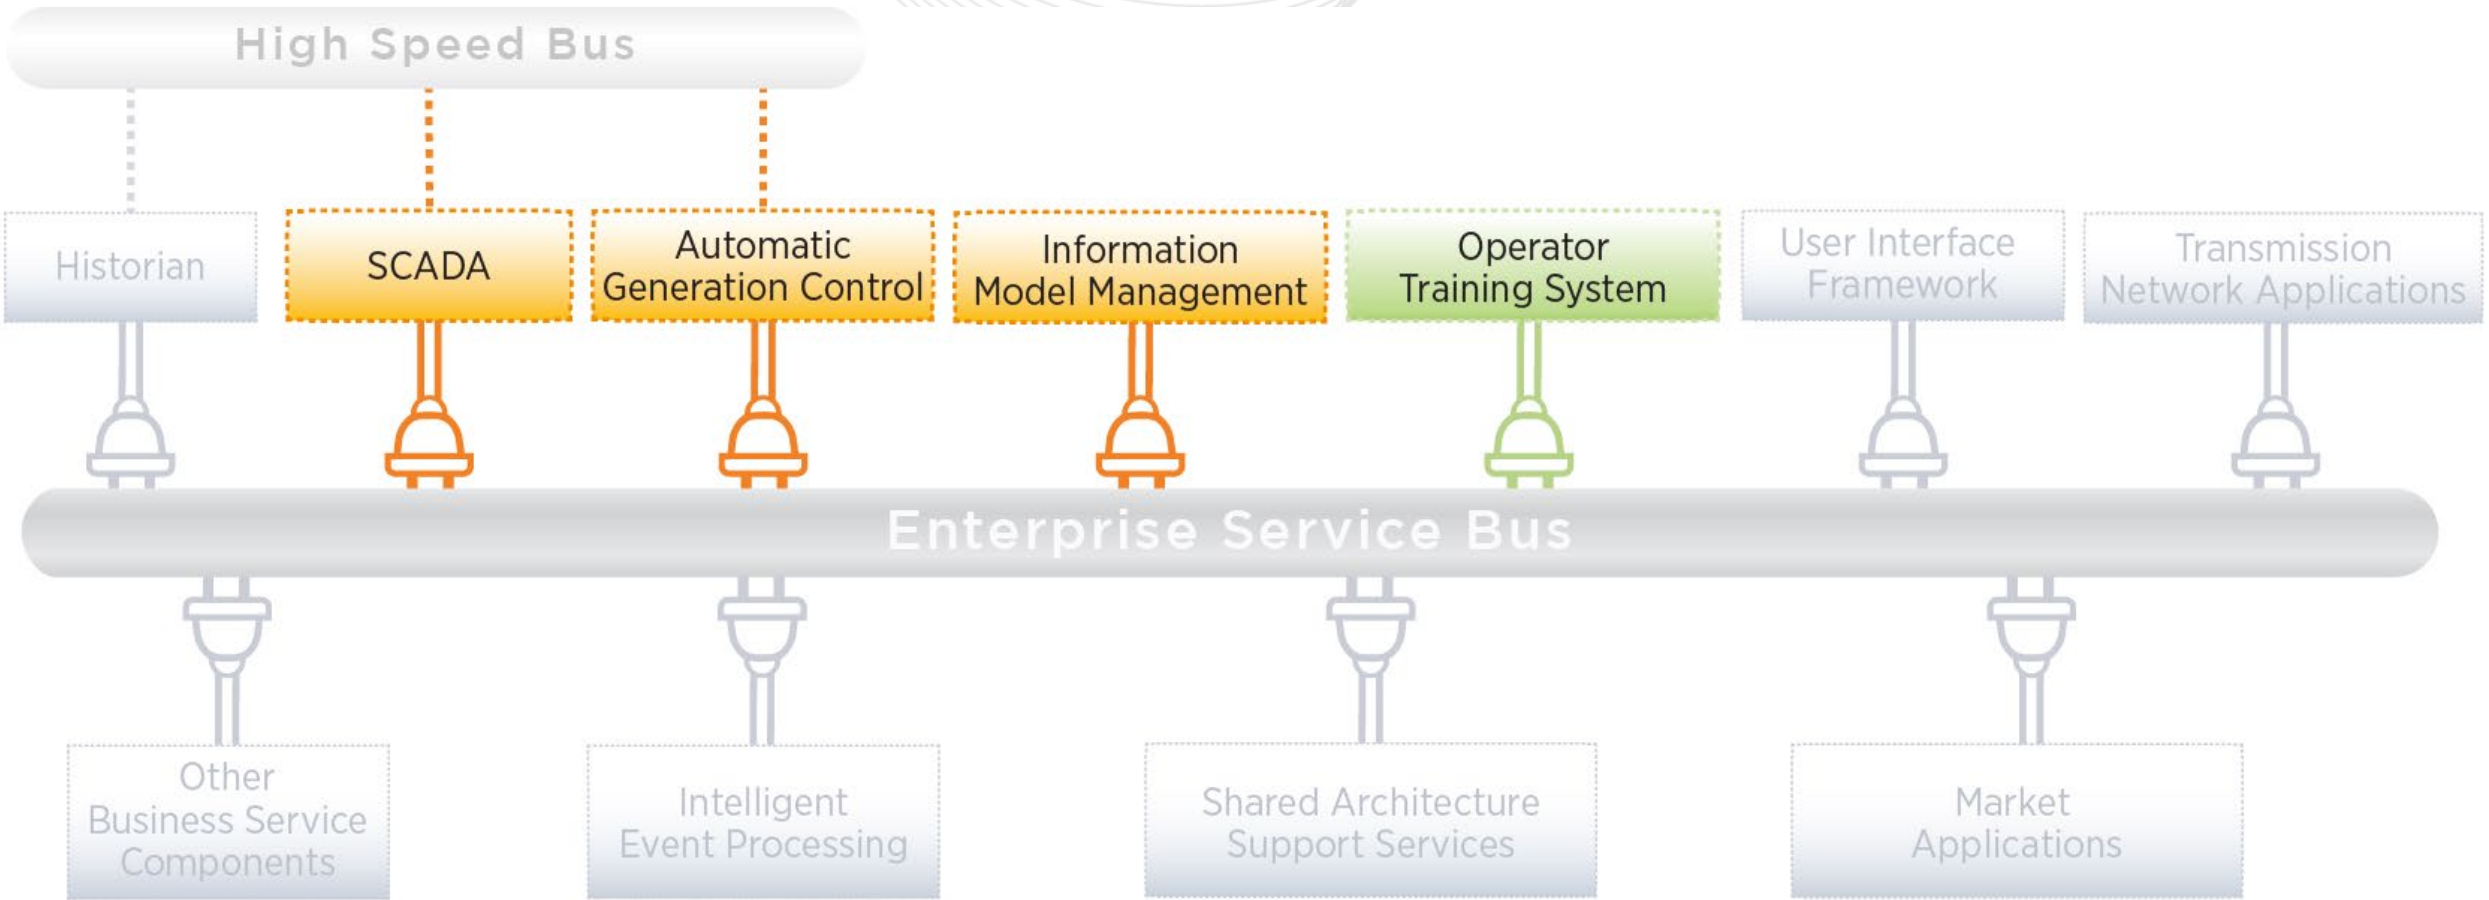 High Speed Bus
Historian
SCADA
Automatic
Generation Control
Information
Model Management
Operator
Training System
User Interface
Framework
Transmission
Network Applications
Enterprise Service Bus
Other
Business Service
Components
Intelligent
Event Processing
Shared Architecture
Support Services
Market
Applications